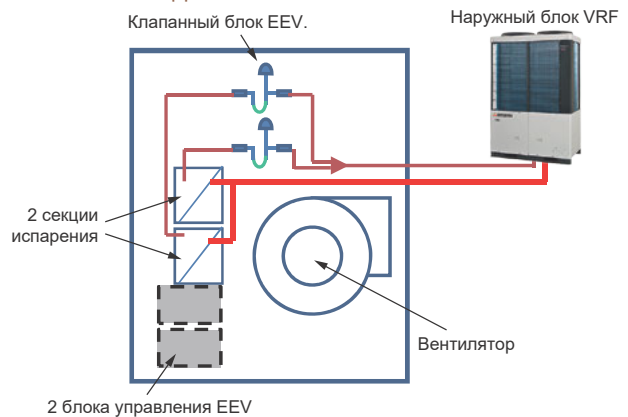 Клапанный блок EEV.
Наружный блок VRF
2 секции
испарения
Вентилятор
2 блока управления EEV